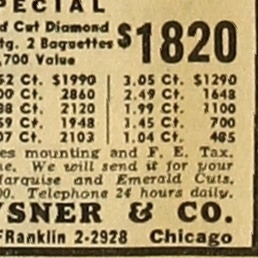 PECIAL
d Cut Diamond
tg. 2 Baguettes $1820
,700 Value
52 Ct. $1990 3.05 Ct. $1290
00 Ct. 2860 2.49 Ct. 1648
38 Ct. 2120 1.99 Ct. 1100
59 Ct. 1948 1.45 Ct. 700
07 Ct. 2103 1.04 Ct. 485
es mounting and F. E. Tax.
e. We will send it for your
Marquise and Emerald Cuts,
00. Telephone 24 hours daily.
SNER & CO.
FRanklin 2-2928 Chicago